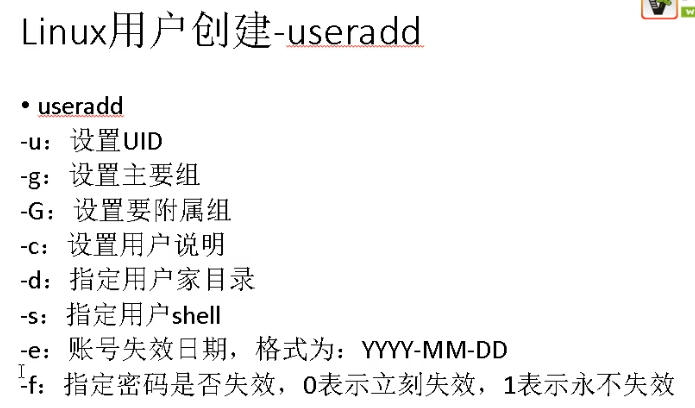 Linux用户创建-useradd
• useradd
-u：设置UID
-g：设置主要组
-G：设置要附属组
-c：设置用户说明
-d：指定用户家目录
-s：指定用户shell
-e：账号失效日期，格式为：YYYY-MM-DD
-f：指定密码是否失效，0表示立刻失效，1表示永不失效